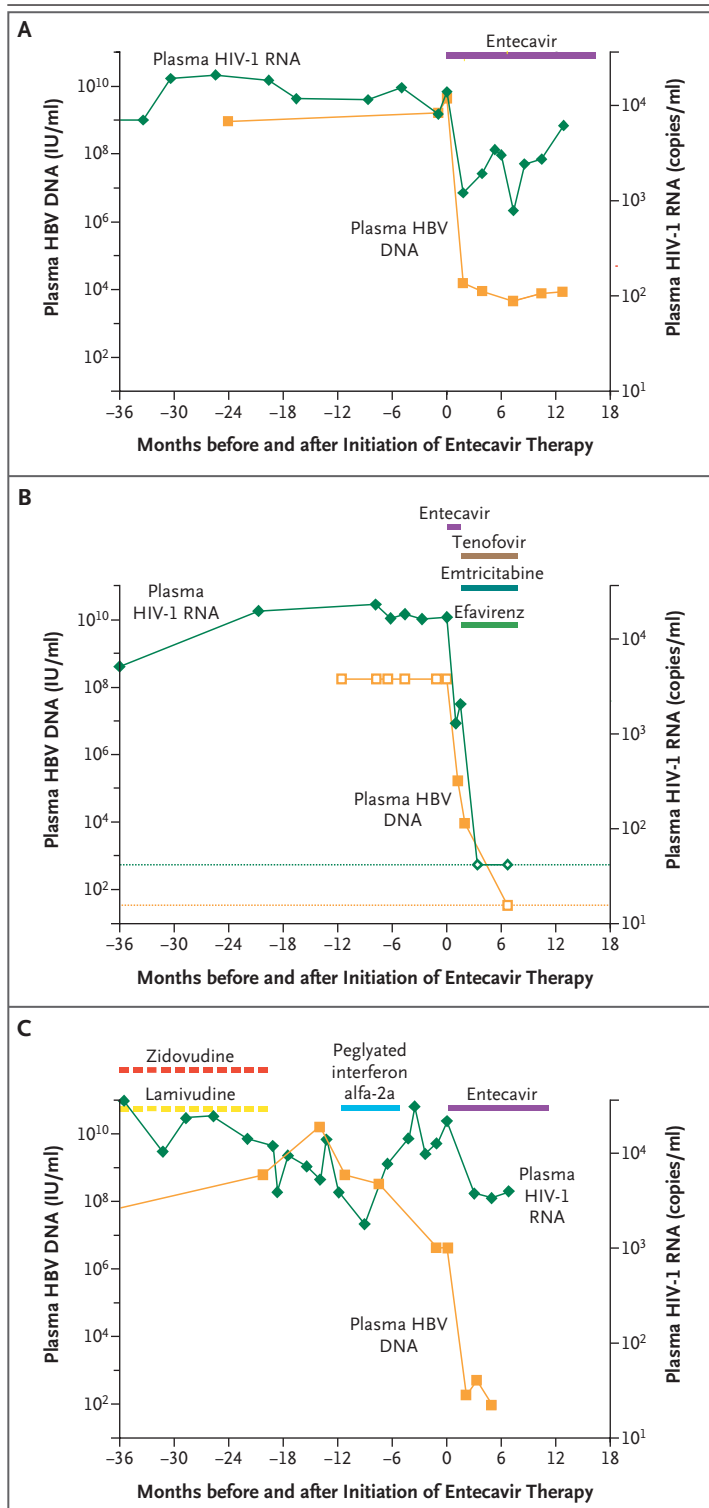 A
Entecavir
Plasma HIV-1 RNA
Plasma HBV
DNA
Plasma HBV DNA (IU/ml)
10¹⁰
10⁸
10⁶
10⁴
10²
Plasma HIV-1 RNA (copies/ml)
10⁴
10³
10²
10¹
−36 −30 −24 −18 −12 −6 0 6 12 18
Months before and after Initiation of Entecavir Therapy
B
Entecavir
Tenofovir
Emtricitabine
Efavirenz
Plasma
HIV-1 RNA
Plasma HBV
DNA
Plasma HBV DNA (IU/ml)
10¹⁰
10⁸
10⁶
10⁴
10²
Plasma HIV-1 RNA (copies/ml)
10⁴
10³
10²
10¹
−36 −30 −24 −18 −12 −6 0 6 12 18
Months before and after Initiation of Entecavir Therapy
C
Zidovudine
Lamivudine
Peglyated
interferon
alfa-2a
Entecavir
Plasma
HIV-1
RNA
Plasma HBV
DNA
Plasma HBV DNA (IU/ml)
10¹⁰
10⁸
10⁶
10⁴
10²
Plasma HIV-1 RNA (copies/ml)
10⁴
10³
10²
10¹
−36 −30 −24 −18 −12 −6 0 6 12 18
Months before and after Initiation of Entecavir Therapy